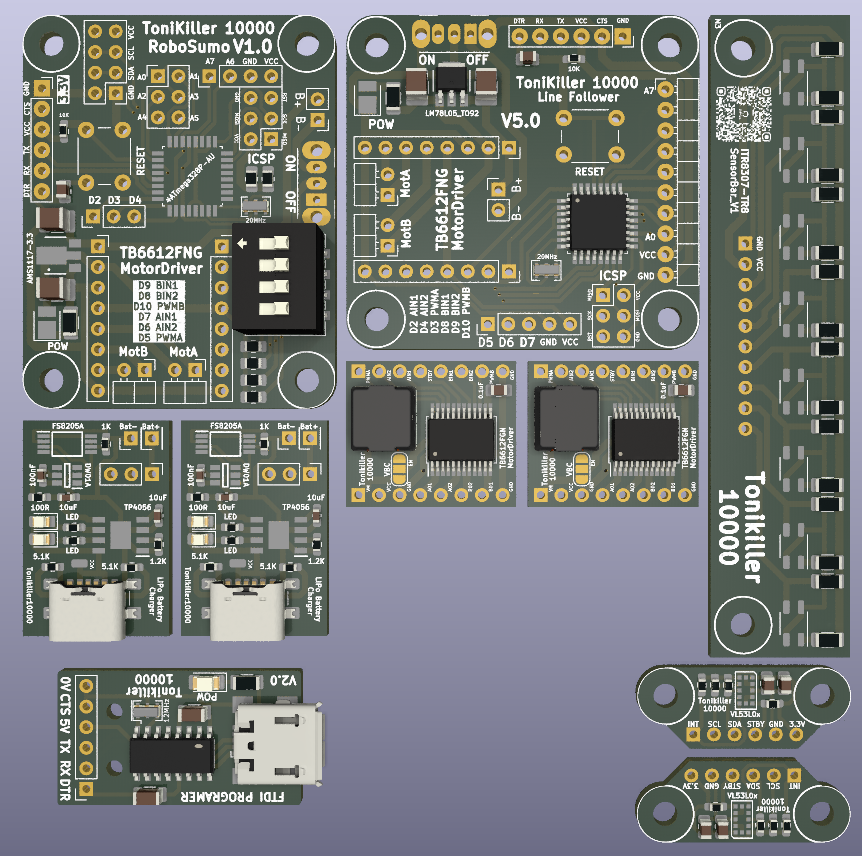 ToniKiller 10000
RoboSumo V1.0
VCC
SCL
SDA
GND
3.3V
GND
CTS
VCC
TX
RX
DTR
10K
A0
A1
A2
A3
A4
A5
A7 A6 GND VCC
RESET
ATmega328P-AU
ICSP
B+
B-
ON
OFF
20MHz
D2 D3 D4
AMS1117-3.3
POW
TB6612FNG
MotorDriver
D9 BIN1
D8 BIN2
D10 PWMB
D7 AIN1
D6 AIN2
D5 PWMA
MotB MotA
ON OFF
DTR RX TX VCC CTS GND
10K
LM78L05_TO92
POW
ToniKiller 10000
Line Follower
V5.0
A7
RESET
MotA
MotB
TB6612FNG
MotorDriver
B+
B-
A0
VCC
GND
20MHz
ICSP
D2 AIN1
D4 AIN2
D3 PWMA
D8 BIN1
D9 BIN2
D10 PWMB
D5 D6 D7 GND VCC
ITR8307-TR8
SensorBar_V1
GND VCC
Tonikiller
10000
FS8205A
1K
Bat- Bat+
100nF
DW01A
10uF
100R
10uF
LED
TP4056
LED
5.1K
1.2K
VCC
5.1K
Tonikiller10000
LiPo Battery
Charger
FS8205A
1K
Bat- Bat+
100nF
DW01A
10uF
100R
10uF
LED
TP4056
LED
5.1K
1.2K
VCC
5.1K
Tonikiller10000
LiPo Battery
Charger
0.1uF
Tonikiller
10000
VBC
TB6612FGN
MotorDriver
0.1uF
Tonikiller
10000
VBC
TB6612FGN
MotorDriver
0V CTS 5V TX RX DTR
Tonikiller
10000
12MHz
POW
V2.0
FTDI PROGRAMER
Tonikiller
10000
VL53L0x
INT SCL SDA STBY GND 3.3V
INT SCL SDA STBY GND 3.3V
VL53L0x
Tonikiller
10000